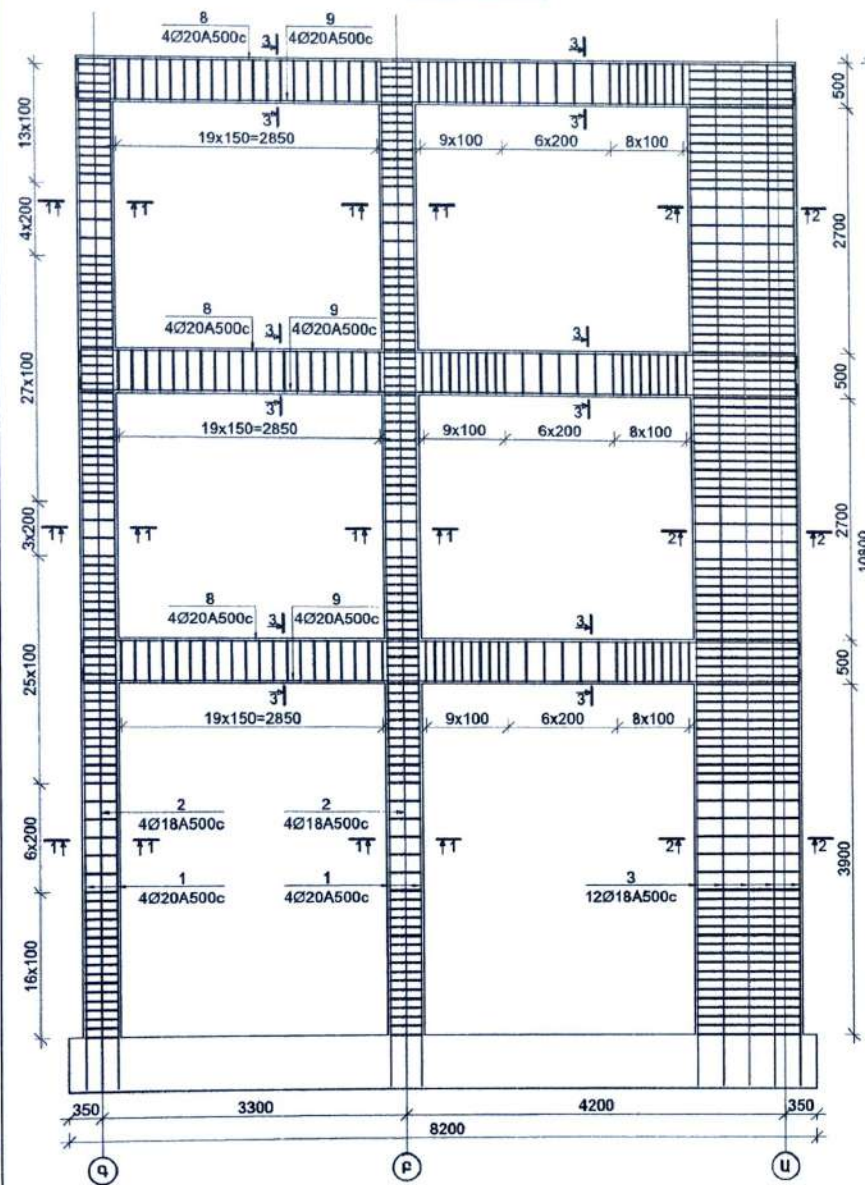 8 9
4Ø20A500c 3 4Ø20A500c 3
3 3
13x100 19x150=2850 9x100 6x200 8x100 500
4x200 1 1 1 1 2 2 2700
8 9
4Ø20A500c 3 4Ø20A500c 3
27x100 3 3 500
19x150=2850 9x100 6x200 8x100
3x200 1 1 1 1 2 2 2700 10800
8 9
4Ø20A500c 3 4Ø20A500c 3
25x100 3 3 500
19x150=2850 9x100 6x200 8x100
2 2
6x200 4Ø18A500c 4Ø18A500c
1 1 1 1 2 2 3900
1 1 3
4Ø20A500c 4Ø20A500c 12Ø18A500c
16x100
350 3300 4200 350
8200
Գ Բ Ա